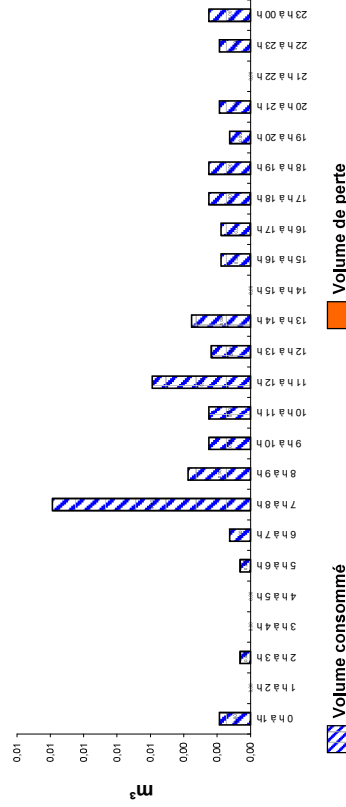 m³
0,01
0,01
0,01
0,01
0,01
0,00
0,00
0,00
0 h à 1h
1 h à 2 h
2 h à 3 h
3 h à 4 h
4 h à 5 h
5 h à 6 h
6 h à 7 h
7 h à 8 h
8 h à 9 h
9 h à 10 h
10 h à 11 h
11 h à 12 h
12 h à 13 h
13 h à 14 h
14 h à 15 h
15 h à 16 h
16 h à 17 h
17 h à 18 h
18 h à 19 h
19 h à 20 h
20 h à 21 h
21 h à 22 h
22 h à 23 h
23 h à 00 h
Volume consommé
Volume de perte